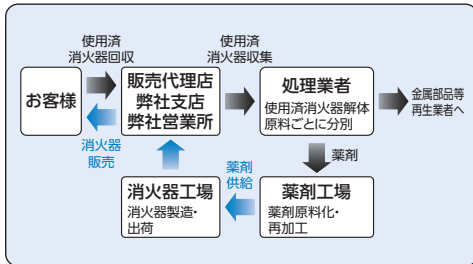 使用済
消火器回収
使用済
消火器収集
お客様
販売代理店
弊社支店
弊社営業所
処理業者
使用済消火器解体
原料ごとに分別
金属部品等
再生業者へ
消火器
販売
薬剤
薬剤
供給
消火器工場
消火器製造・
出荷
薬剤工場
薬剤原料化・
再加工